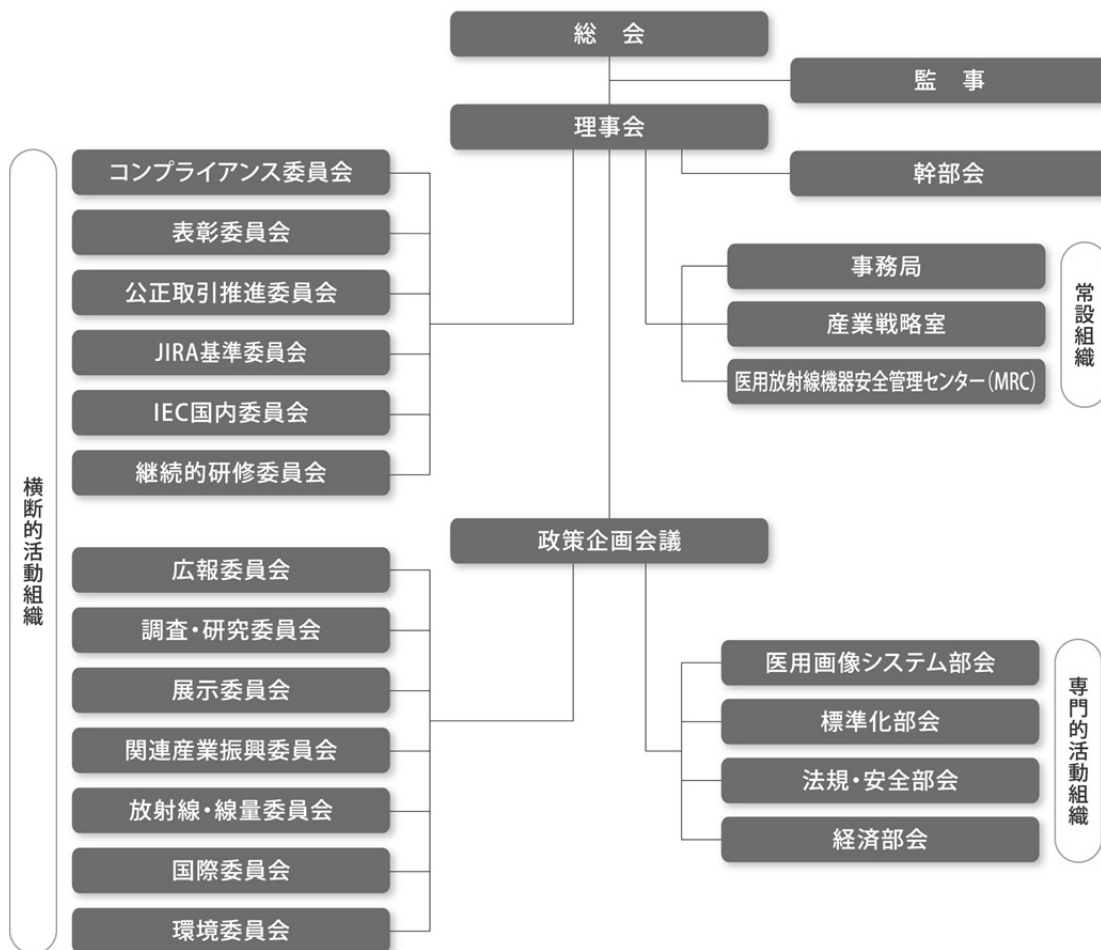 総　会
監　事
理事会
幹部会
横断的活動組織
コンプライアンス委員会
表彰委員会
公正取引推進委員会
JIRA基準委員会
IEC国内委員会
継続的研修委員会
事務局
産業戦略室
医用放射線機器安全管理センター（MRC）
常設組織
政策企画会議
広報委員会
調査・研究委員会
展示委員会
関連産業振興委員会
放射線・線量委員会
国際委員会
環境委員会
医用画像システム部会
標準化部会
法規・安全部会
経済部会
専門的活動組織